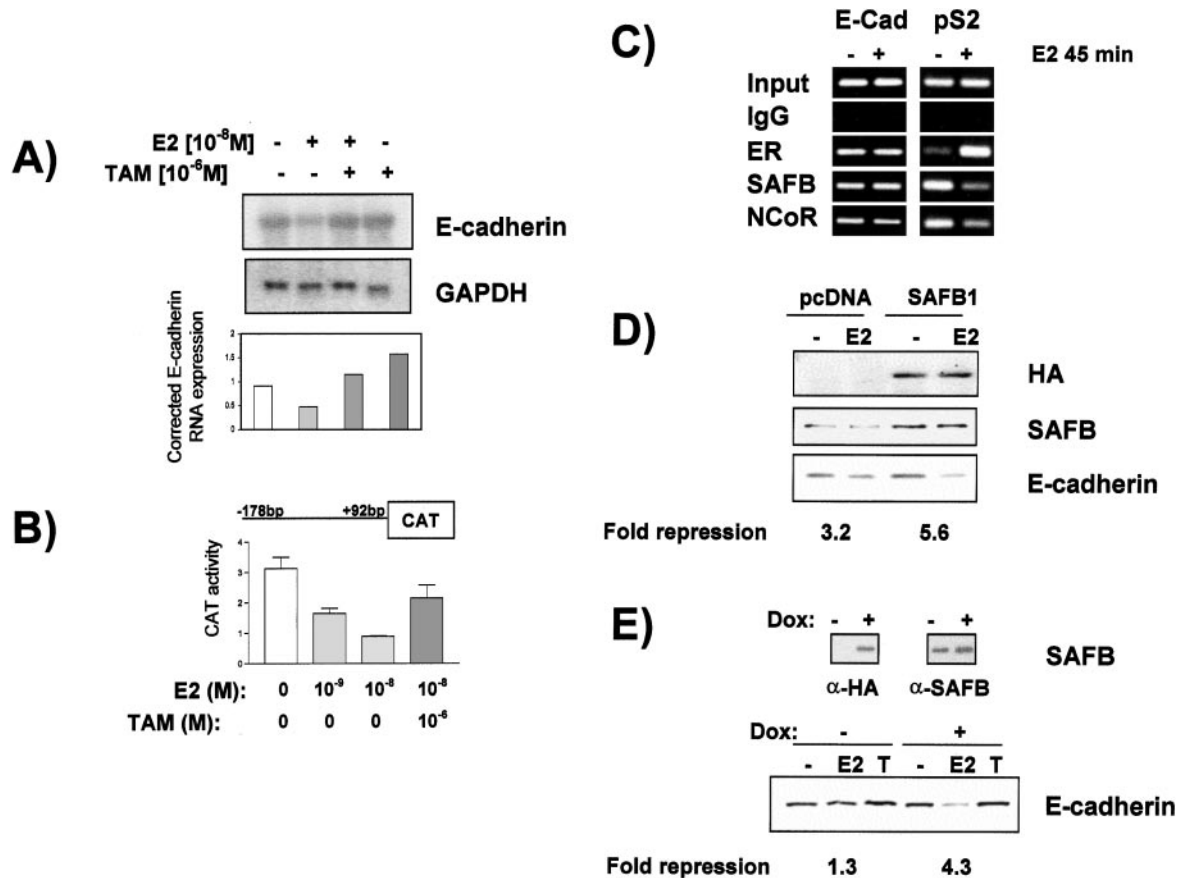 A)
E2 [10⁻⁸M] - + + -
TAM [10⁻⁶M] - - + +
E-cadherin
GAPDH
Corrected E-cadherin
RNA expression
2
1.5
1
0.5
0
B)
-178bp +92bp CAT
CAT activity
4
3
2
1
0
E2 (M): 0 10⁻⁹ 10⁻⁸ 10⁻⁸
TAM (M): 0 0 0 10⁻⁶
C)
E-Cad pS2
- + - + E2 45 min
Input
IgG
ER
SAFB
NCoR
D)
pcDNA SAFB1
- E2 - E2
HA
SAFB
E-cadherin
Fold repression 3.2 5.6
E)
Dox: - + - +
SAFB
α-HA α-SAFB
Dox: - +
- E2 T - E2 T
E-cadherin
Fold repression 1.3 4.3